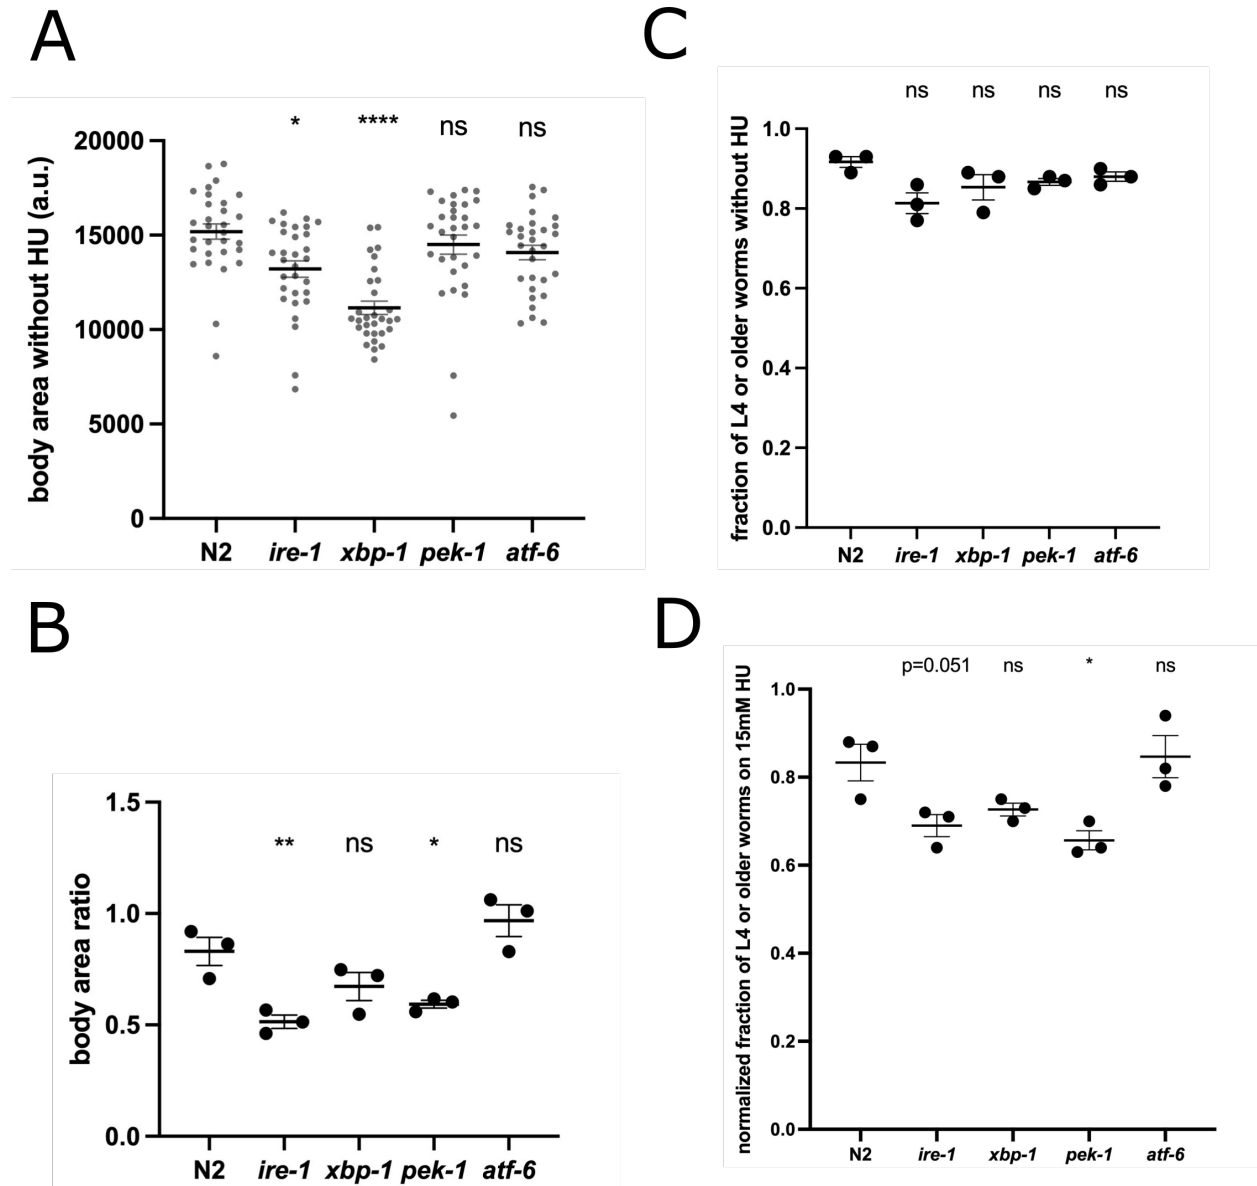 A
* **** ns ns
body area without HU (a.u.)
20000
15000
10000
5000
0
N2 ire-1 xbp-1 pek-1 atf-6
B
** ns * ns
body area ratio
1.5
1.0
0.5
0.0
N2 ire-1 xbp-1 pek-1 atf-6
C
ns ns ns ns
fraction of L4 or older worms without HU
1.0
0.8
0.6
0.4
0.2
0.0
N2 ire-1 xbp-1 pek-1 atf-6
D
p=0.051 ns * ns
normalized fraction of L4 or older worms on 15mM HU
1.0
0.8
0.6
0.4
0.2
0.0
N2 ire-1 xbp-1 pek-1 atf-6